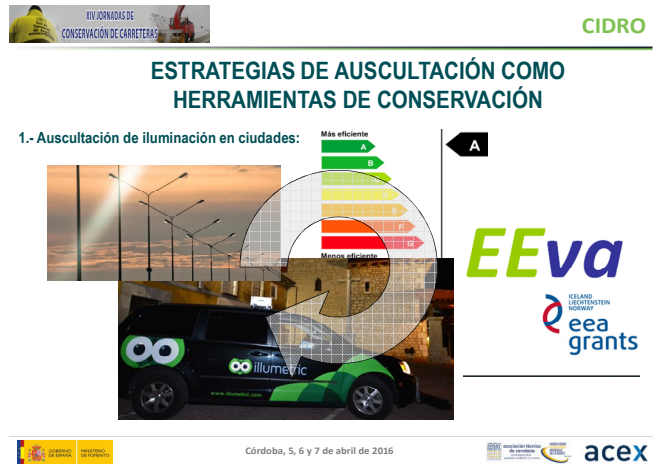 XIV JORNADAS DE
CONSERVACIÓN DE CARRETERAS
CIDRO
ESTRATEGIAS DE AUSCULTACIÓN COMO
HERRAMIENTAS DE CONSERVACIÓN
1.- Auscultación de iluminación en ciudades:
Más eficiente
A
B
E
F
G
Menos eficiente
A
EEva
ICELAND
LIECHTENSTEIN
NORWAY
eea
grants
illumetric
www.illumetric.com
GOBIERNO
DE ESPAÑA
MINISTERIO
DE FOMENTO
Córdoba, 5, 6 y 7 de abril de 2016
asociación técnica
de carreteras
acex